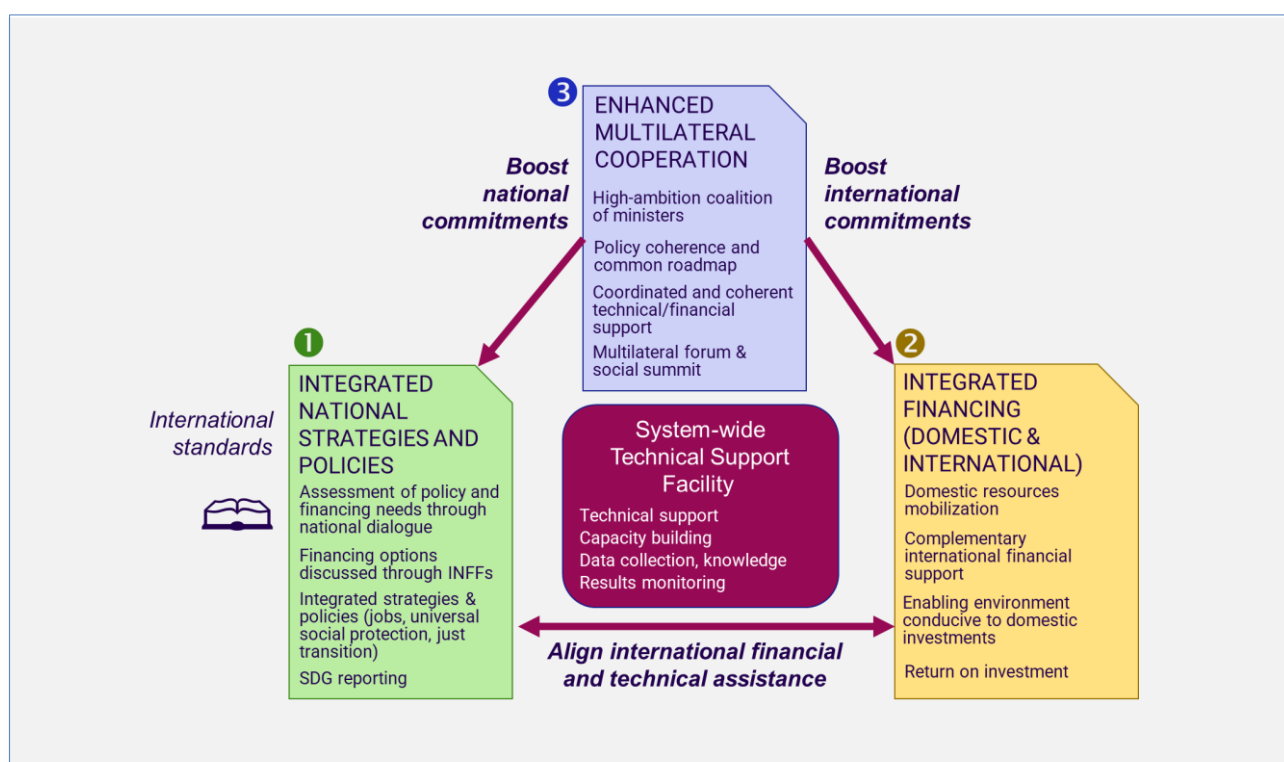 3
ENHANCED
MULTILATERAL
COOPERATION
High-ambition coalition
of ministers
Policy coherence and
common roadmap
Coordinated and coherent
technical/financial
support
Multilateral forum &
social summit
Boost
national
commitments
Boost
international
commitments
1
INTEGRATED
NATIONAL
STRATEGIES AND
POLICIES
Assessment of policy and
financing needs through
national dialogue
Financing options
discussed through INFFs
Integrated strategies &
policies (jobs, universal
social protection, just
transition)
SDG reporting
International
standards
System-wide
Technical Support
Facility
Technical support
Capacity building
Data collection, knowledge
Results monitoring
2
INTEGRATED
FINANCING
(DOMESTIC &
INTERNATIONAL)
Domestic resources
mobilization
Complementary
international financial
support
Enabling environment
conducive to domestic
investments
Return on investment
Align international financial
and technical assistance